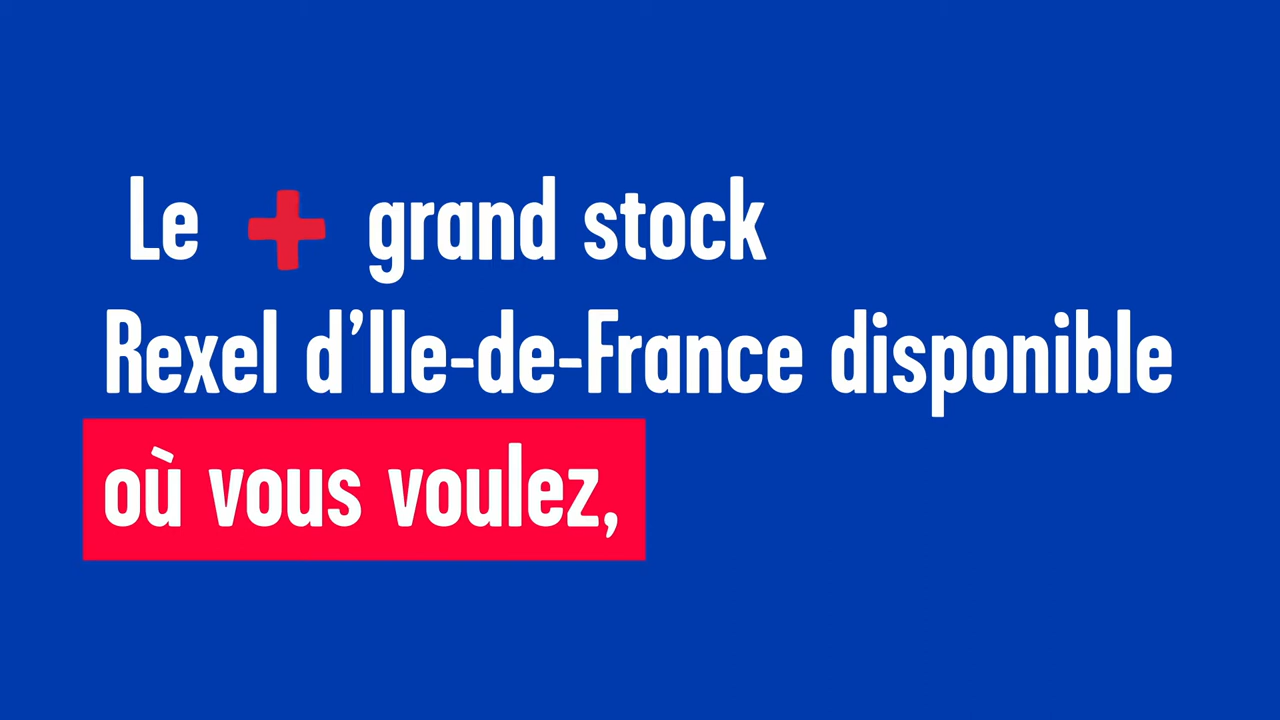 Le + grand stock
Rexel d'Ile-de-France disponible
où vous voulez,